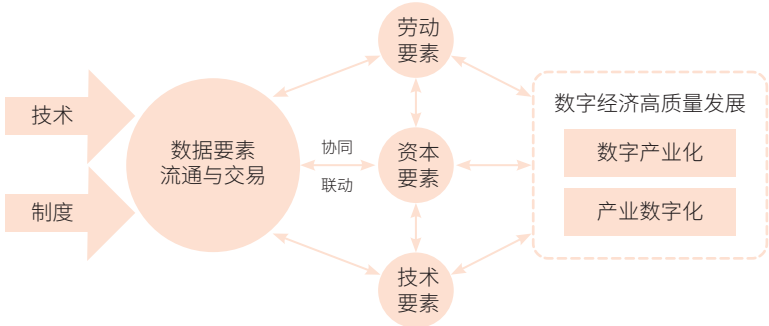 技术
制度
数据要素
流通与交易
协同
联动
劳动
要素
资本
要素
技术
要素
数字经济高质量发展
数字产业化
产业数字化